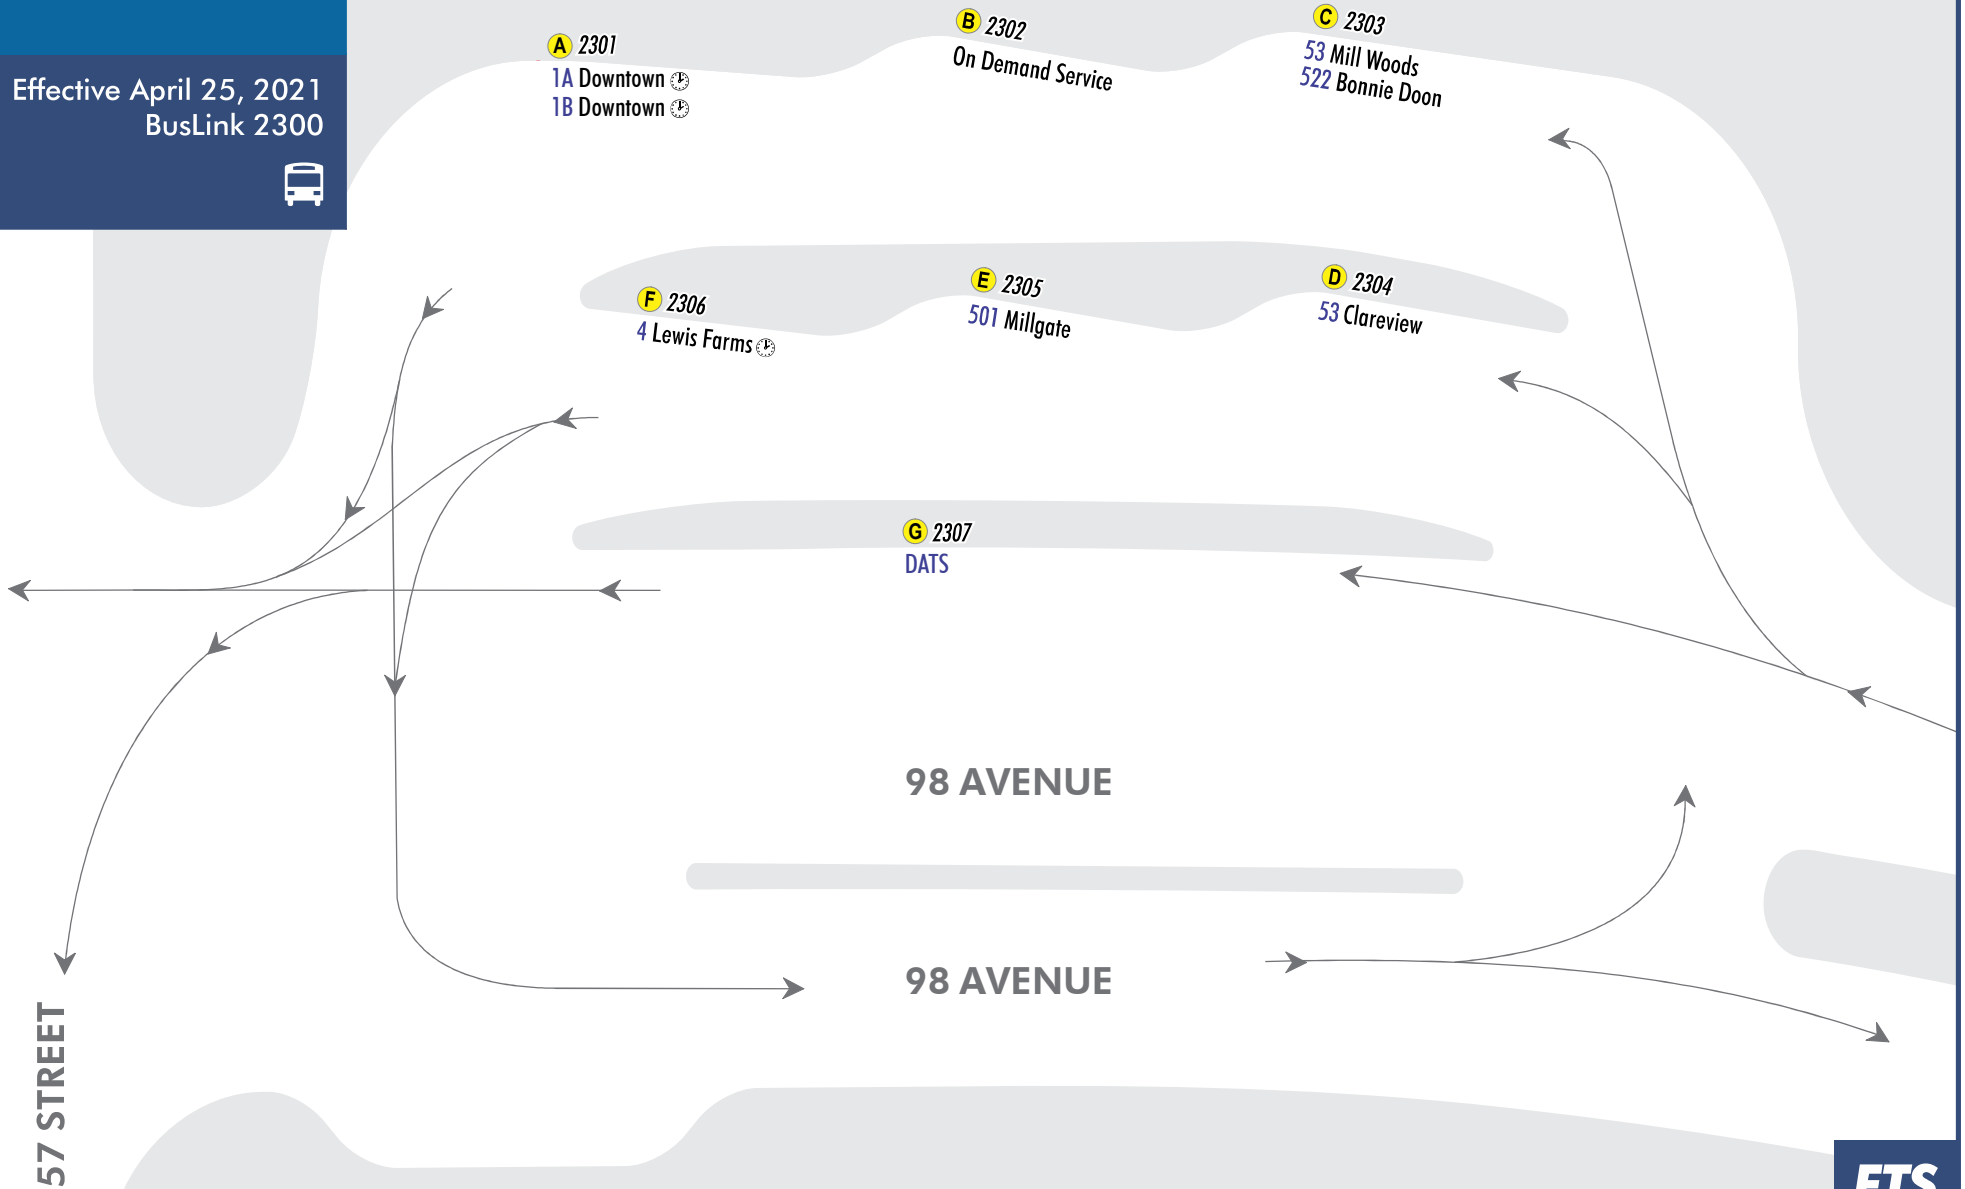 Effective April 25, 2021
BusLink 2300
A 2301
1A Downtown
1B Downtown
B 2302
On Demand Service
C 2303
53 Mill Woods
522 Bonnie Doon
F 2306
4 Lewis Farms
E 2305
501 Millgate
D 2304
53 Clareview
G 2307
DATS
98 AVENUE
98 AVENUE
57 STREET
ETS